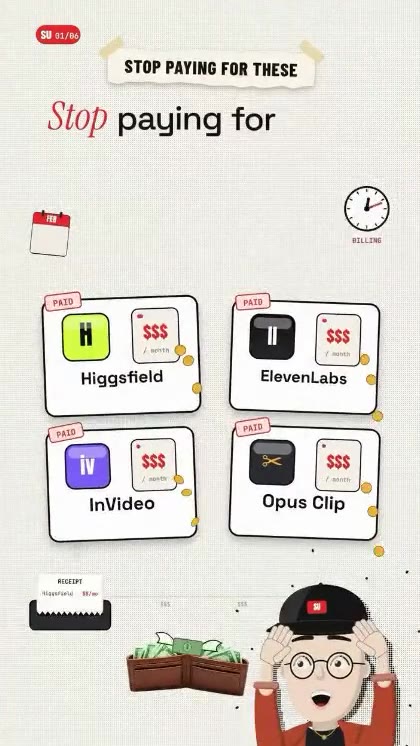 SU 01/06
STOP PAYING FOR THESE
Stop paying for
FEB
BILLING
PAID
H
$$$
/ month
Higgsfield
PAID
II
$$$
/ month
ElevenLabs
PAID
iv
$$$
/ month
InVideo
PAID
$$$
/ month
Opus Clip
RECEIPT
Higgsfield
SU